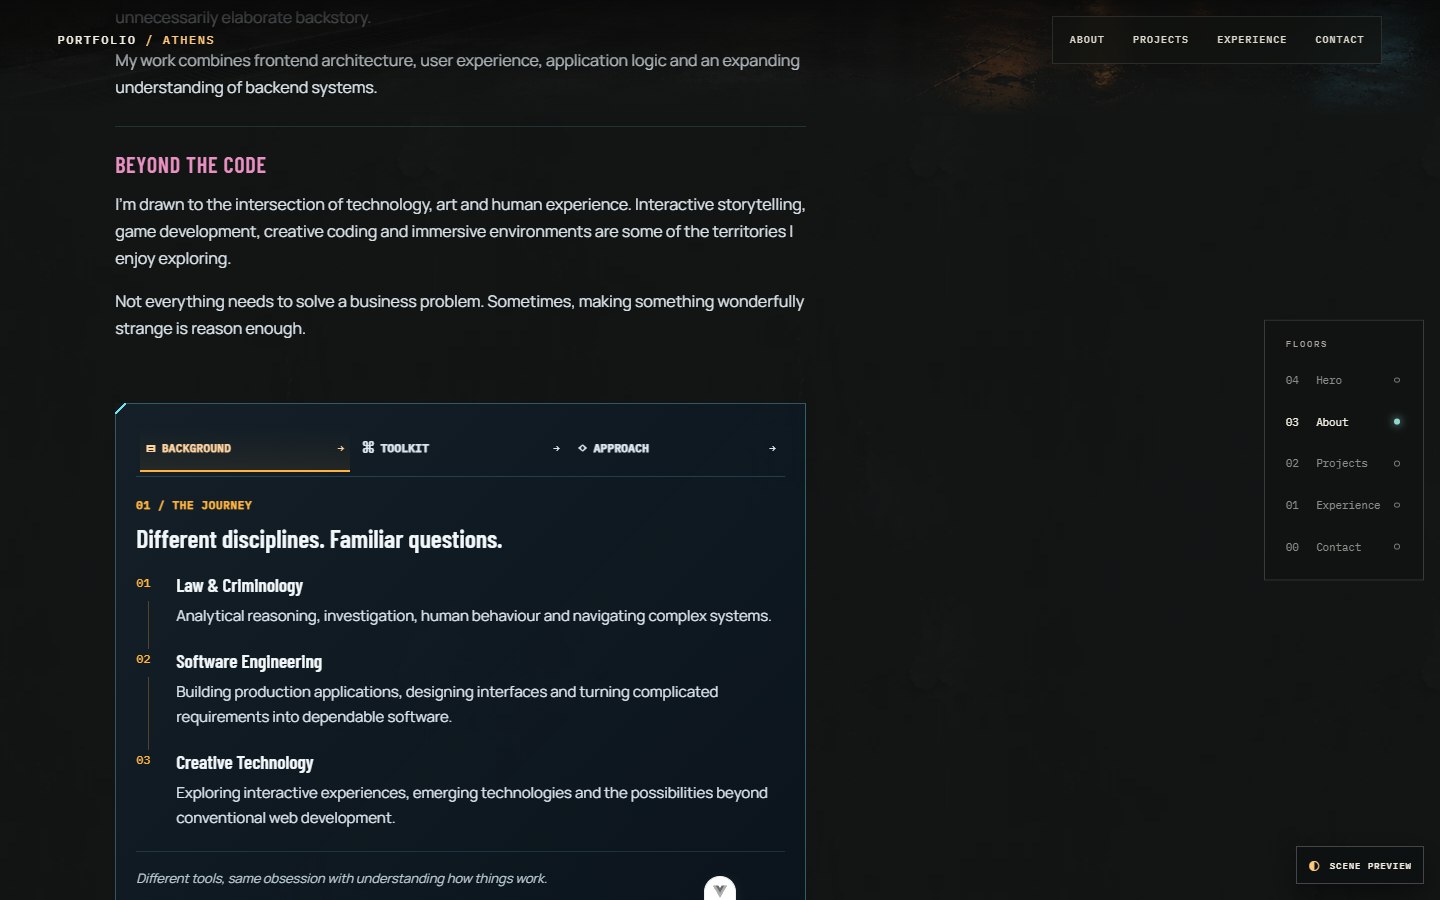 unnecessarily elaborate backstory.
PORTFOLIO / ATHENS
ABOUT PROJECTS EXPERIENCE CONTACT
My work combines frontend architecture, user experience, application logic and an expanding
understanding of backend systems.
BEYOND THE CODE
I'm drawn to the intersection of technology, art and human experience. Interactive storytelling,
game development, creative coding and immersive environments are some of the territories I
enjoy exploring.
Not everything needs to solve a business problem. Sometimes, making something wonderfully
strange is reason enough.
FLOORS
04 Hero
03 About
02 Projects
01 Experience
00 Contact
BACKGROUND → ⌘ TOOLKIT → ◇ APPROACH →
01 / THE JOURNEY
Different disciplines. Familiar questions.
01 Law & Criminology
Analytical reasoning, investigation, human behaviour and navigating complex systems.
02 Software Engineering
Building production applications, designing interfaces and turning complicated
requirements into dependable software.
03 Creative Technology
Exploring interactive experiences, emerging technologies and the possibilities beyond
conventional web development.
Different tools, same obsession with understanding how things work.
SCENE PREVIEW